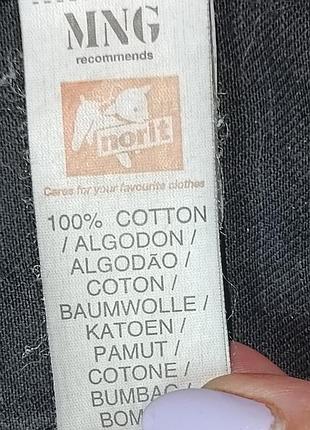 MNG
recommends
norit
Cares for your favourite clothes
100% COTTON
/ ALGODON /
ALGODÃO /
COTON /
BAUMWOLLE /
KATOEN /
PAMUT /
COTONE /